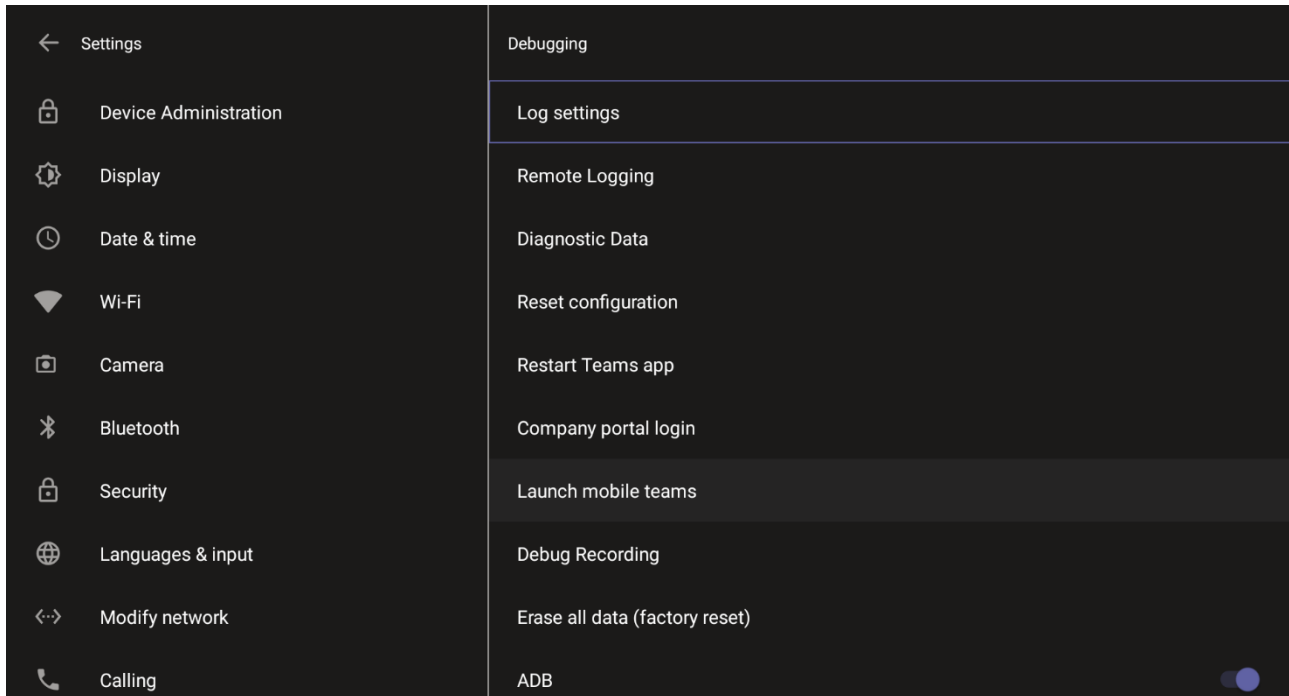 Settings
Device Administration
Display
Date & time
Wi-Fi
Camera
Bluetooth
Security
Languages & input
Modify network
Calling
Debugging
Log settings
Remote Logging
Diagnostic Data
Reset configuration
Restart Teams app
Company portal login
Launch mobile teams
Debug Recording
Erase all data (factory reset)
ADB